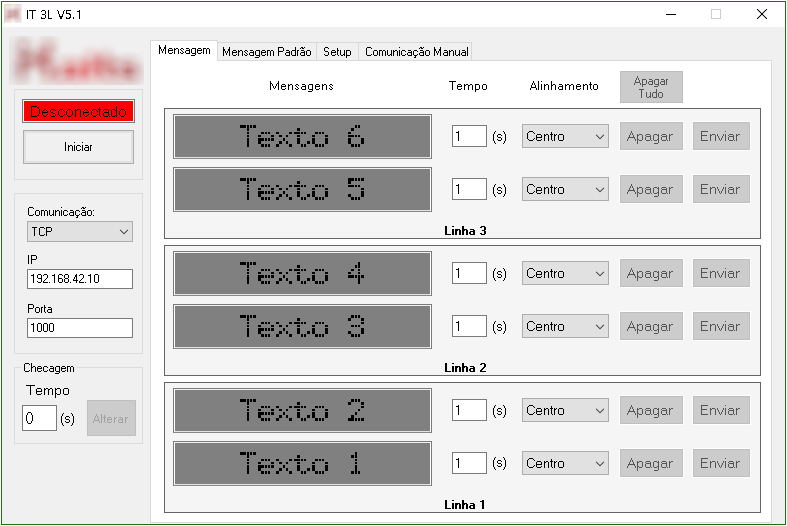 IT 3L V5.1
Desconectado
Iniciar
Comunicação:
TCP
IP
192.168.42.10
Porta
1000
Checagem
Tempo
0 (s) Alterar
Mensagem Mensagem Padrão Setup Comunicação Manual
Mensagens Tempo Alinhamento Apagar Tudo
Texto 6 1 (s) Centro Apagar Enviar
Texto 5 1 (s) Centro Apagar Enviar
Linha 3
Texto 4 1 (s) Centro Apagar Enviar
Texto 3 1 (s) Centro Apagar Enviar
Linha 2
Texto 2 1 (s) Centro Apagar Enviar
Texto 1 1 (s) Centro Apagar Enviar
Linha 1